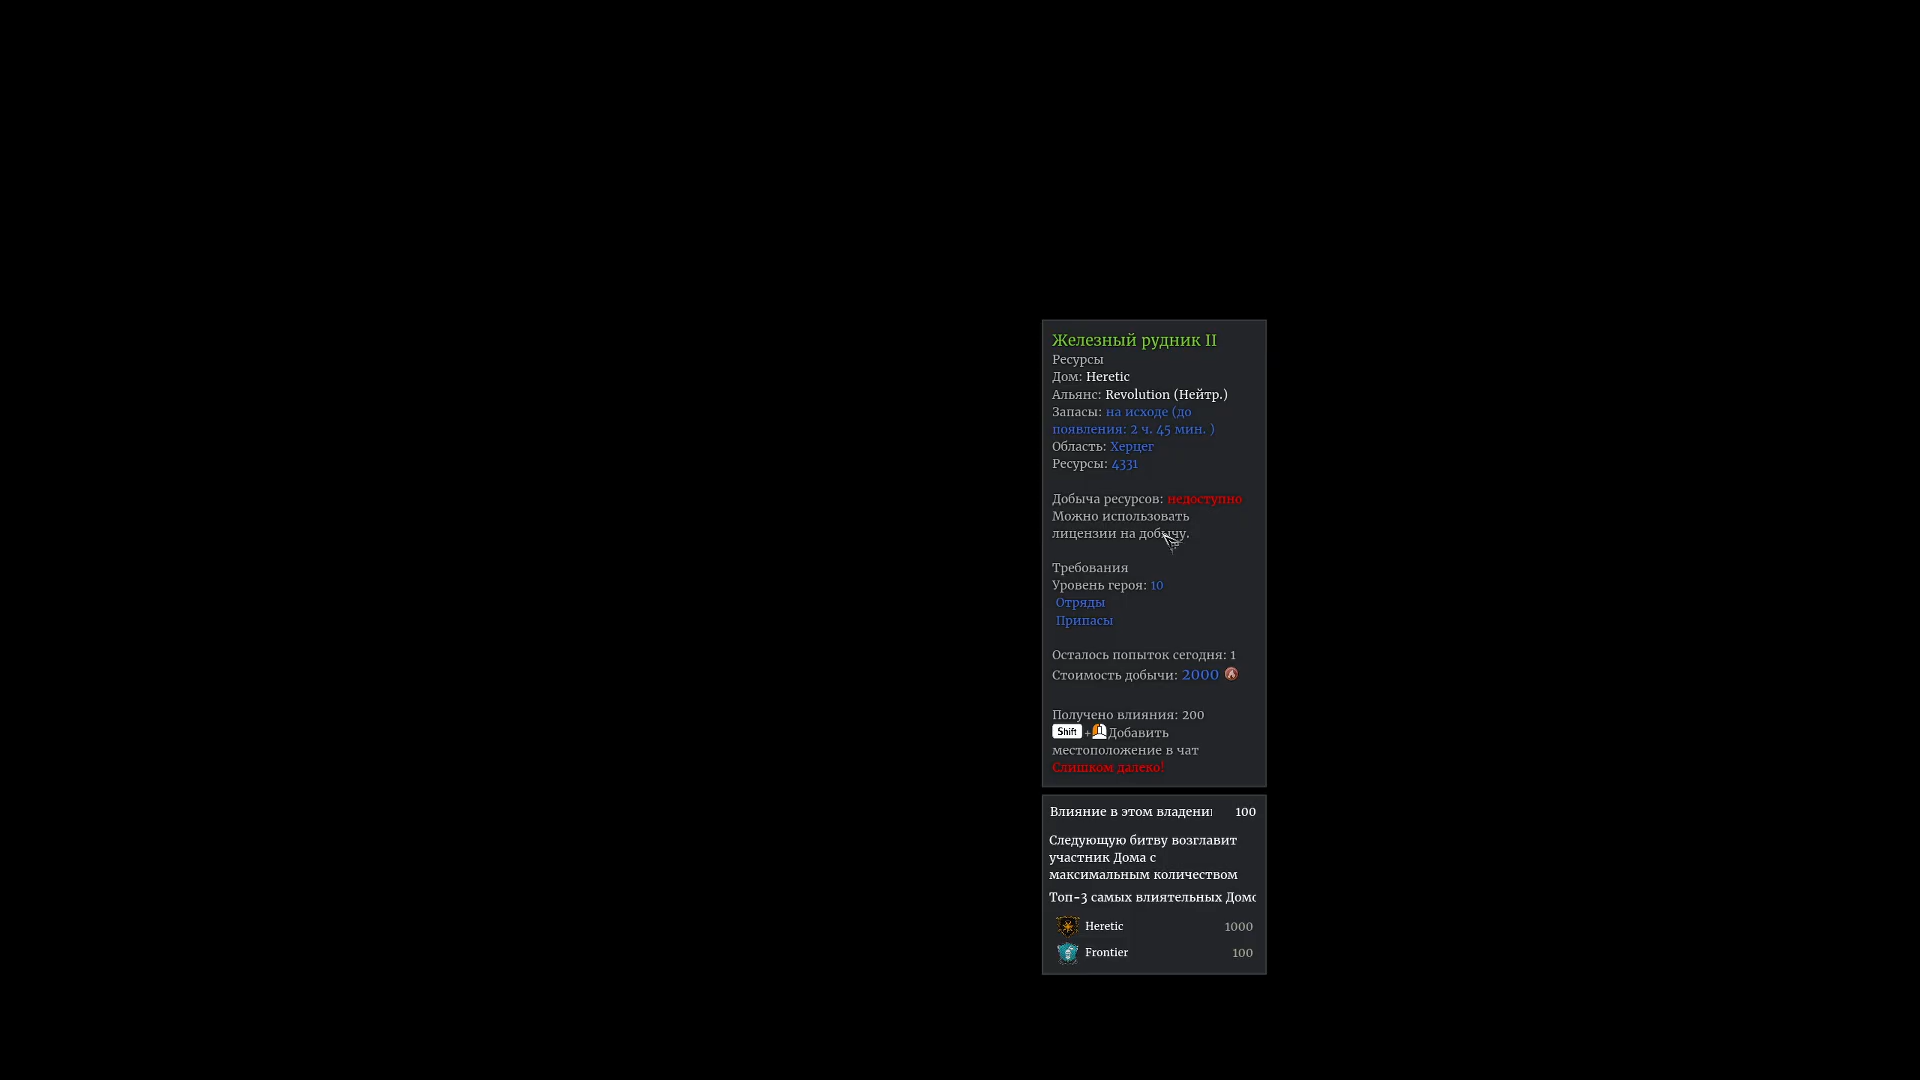 Железный рудник II
Ресурсы
Дом: Heretic
Альянс: Revolution (Нейтр.)
Запасы: на исходе (до
появления: 2 ч. 45 мин. )
Область: Херцег
Ресурсы: 4331
Добыча ресурсов: недоступно
Можно использовать
лицензии на добычу.
Требования
Уровень героя: 10
Отряды
Припасы
Осталось попыток сегодня: 1
Стоимость добычи: 2000
Получено влияния: 200
Shift + Добавить
местоположение в чат
Слишком далеко!
Влияние в этом владени 100
Следующую битву возглавит
участник Дома с
максимальным количеством
Топ-3 самых влиятельных Домо
Heretic 1000
Frontier 100